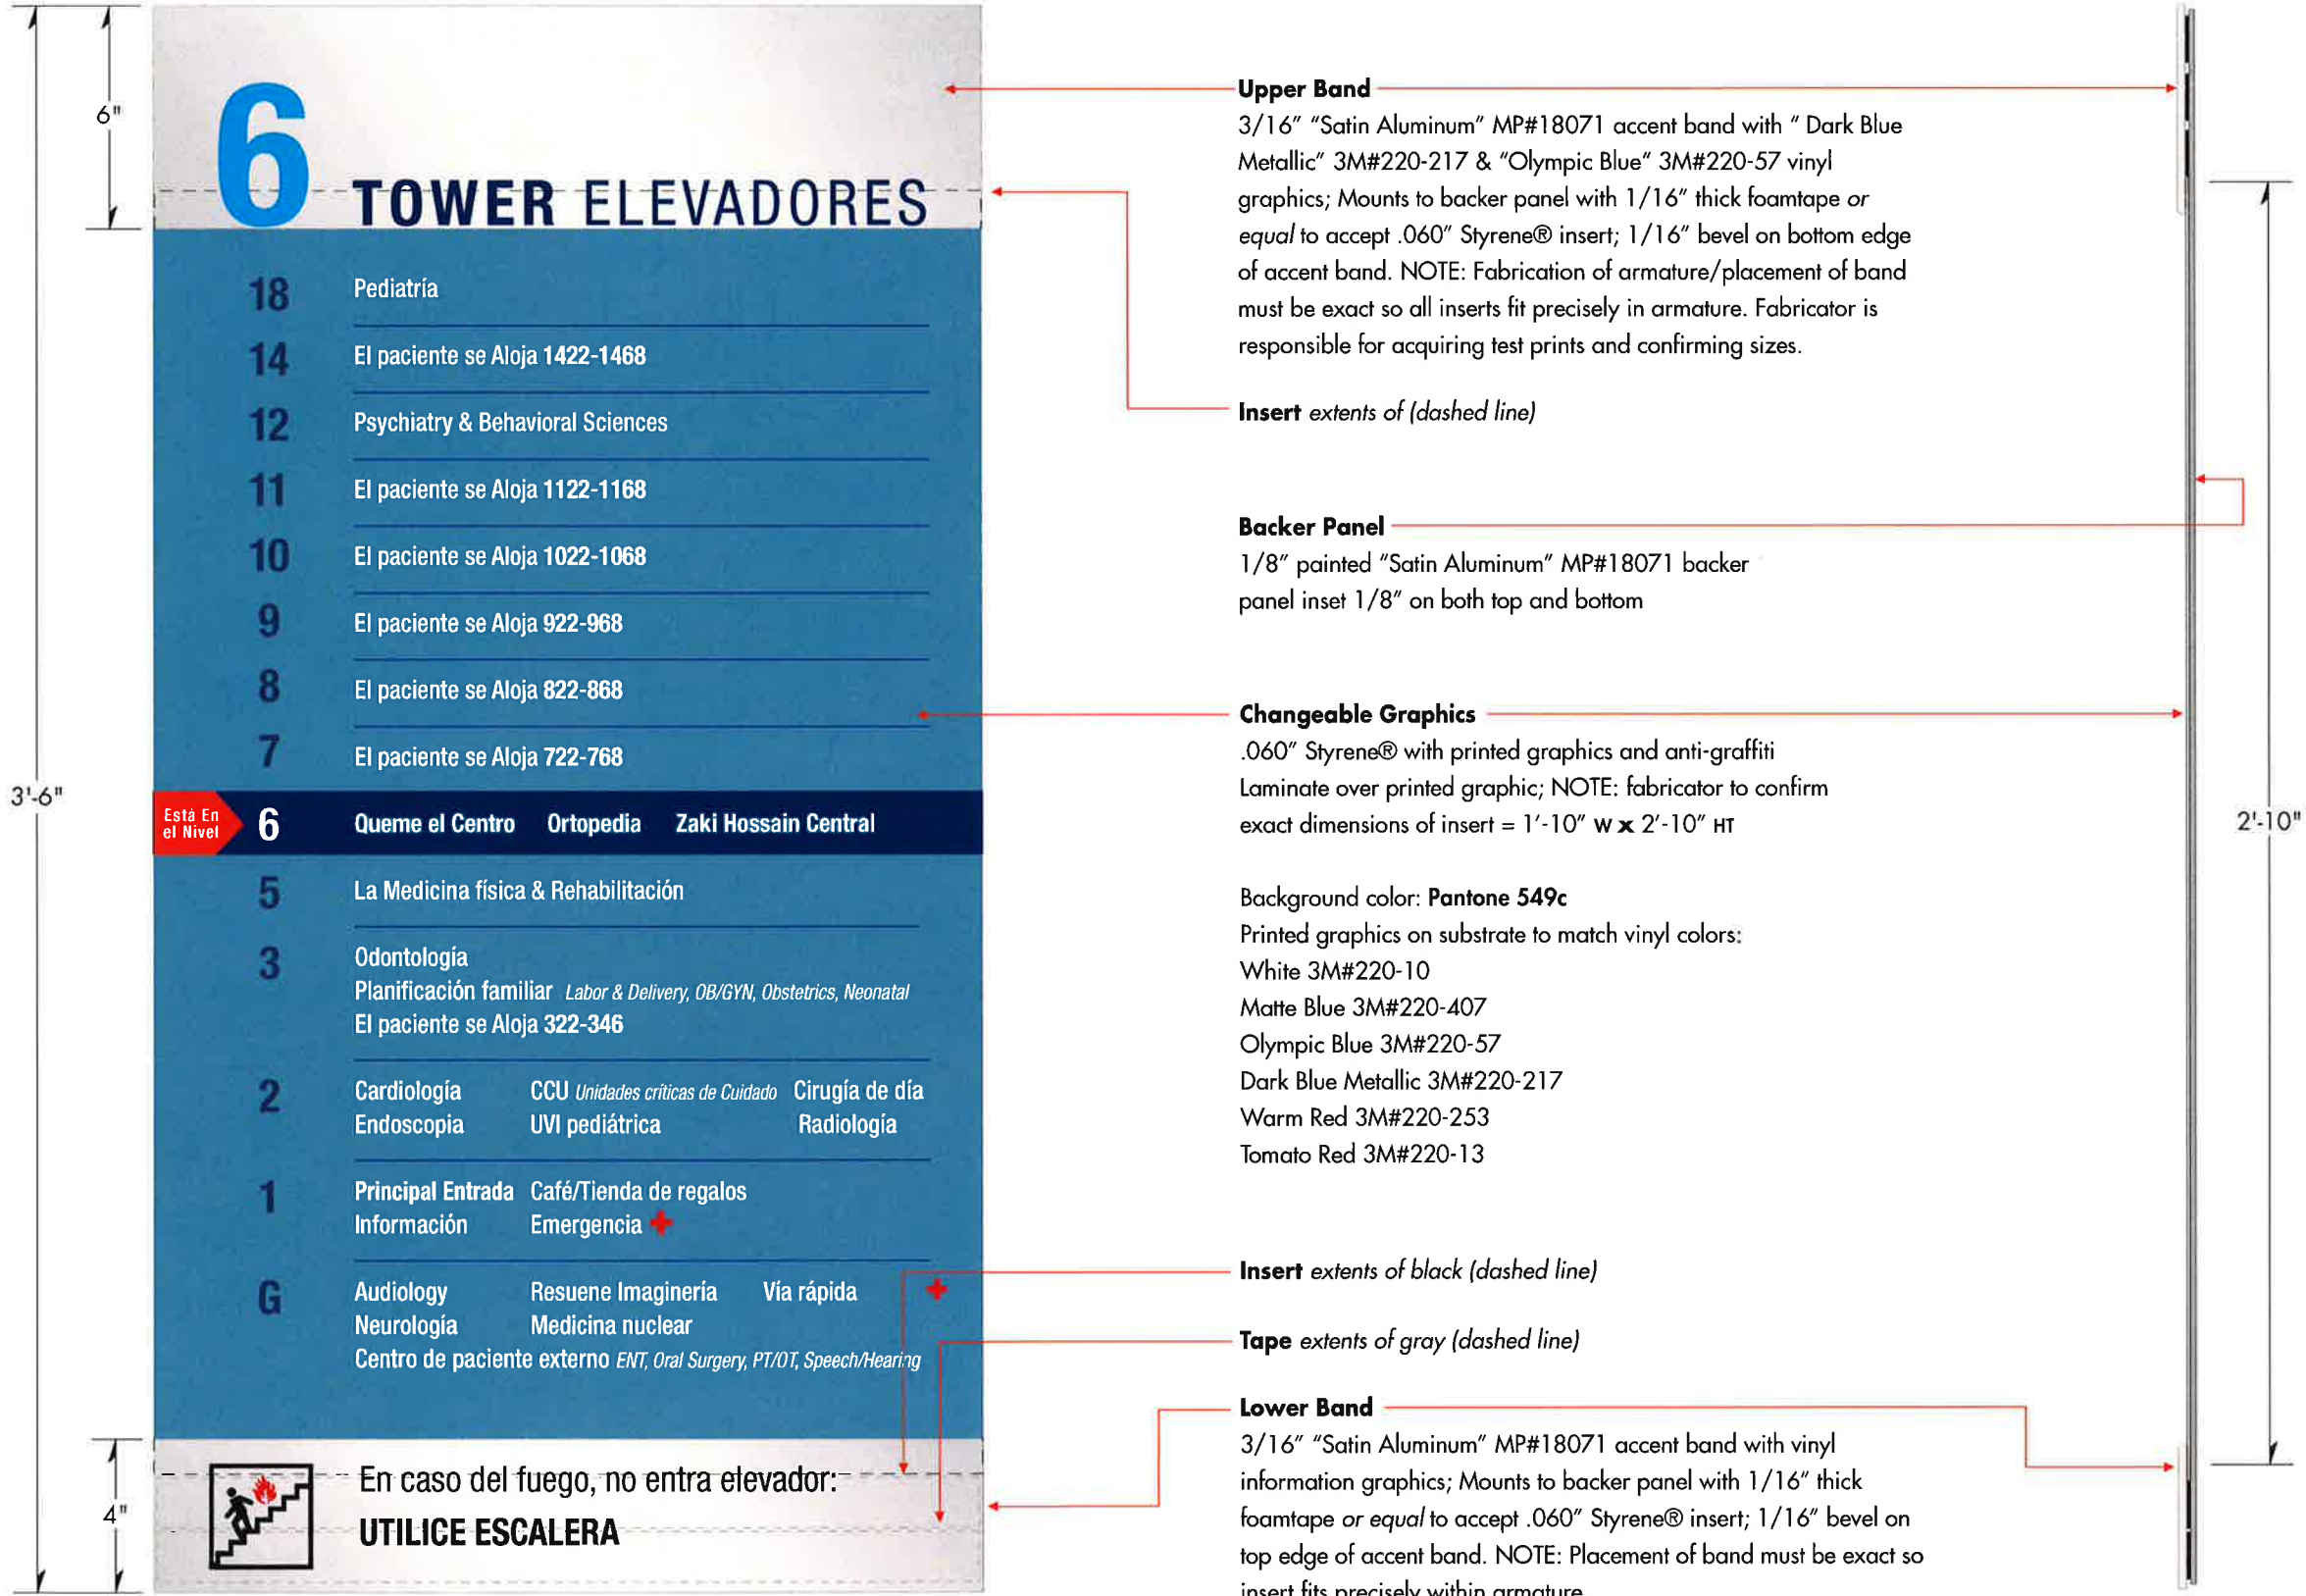 6"
3'-6"
4"
6 TOWER ELEVADORES
18 Pediatría
14 El paciente se Aloja 1422-1468
12 Psychiatry & Behavioral Sciences
11 El paciente se Aloja 1122-1168
10 El paciente se Aloja 1022-1068
9 El paciente se Aloja 922-968
8 El paciente se Aloja 822-868
7 El paciente se Aloja 722-768
Está En
el Nivel
6 Queme el Centro Ortopedia Zaki Hossain Central
5 La Medicina física & Rehabilitación
3 Odontología
Planificación familiar Labor & Delivery, OB/GYN, Obstetrics, Neonatal
El paciente se Aloja 322-346
2 Cardiología CCU Unidades críticas de Cuidado Cirugía de día
Endoscopia UVI pediátrica Radiología
1 Principal Entrada Café/Tienda de regalos
Información Emergencia
G Audiology Resuene Imaginería Vía rápida
Neurología Medicina nuclear
Centro de paciente externo ENT, Oral Surgery, PT/OT, Speech/Hearing
En caso del fuego, no entra elevador:
UTILICE ESCALERA
Upper Band
3/16" "Satin Aluminum" MP#18071 accent band with " Dark Blue
Metallic" 3M#220-217 & "Olympic Blue" 3M#220-57 vinyl
graphics; Mounts to backer panel with 1/16" thick foamtape or
equal to accept .060" Styrene® insert; 1/16" bevel on bottom edge
of accent band. NOTE: Fabrication of armature/placement of band
must be exact so all inserts fit precisely in armature. Fabricator is
responsible for acquiring test prints and confirming sizes.
Insert extents of (dashed line)
Backer Panel
1/8" painted "Satin Aluminum" MP#18071 backer
panel inset 1/8" on both top and bottom
Changeable Graphics
.060" Styrene® with printed graphics and anti-graffiti
Laminate over printed graphic; NOTE: fabricator to confirm
exact dimensions of insert = 1'-10" W x 2'-10" HT
Background color: Pantone 549c
Printed graphics on substrate to match vinyl colors:
White 3M#220-10
Matte Blue 3M#220-407
Olympic Blue 3M#220-57
Dark Blue Metallic 3M#220-217
Warm Red 3M#220-253
Tomato Red 3M#220-13
Insert extents of black (dashed line)
Tape extents of gray (dashed line)
Lower Band
3/16" "Satin Aluminum" MP#18071 accent band with vinyl
information graphics; Mounts to backer panel with 1/16" thick
foamtape or equal to accept .060" Styrene® insert; 1/16" bevel on
top edge of accent band. NOTE: Placement of band must be exact so
insert fits precisely within armature
2'-10"